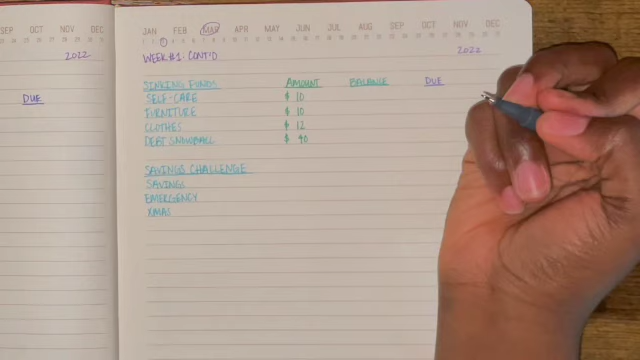 SEP OCT NOV DEC
2022
DUE
JAN FEB MAR APR MAY JUN JUL AUG SEP OCT NOV DEC
WEEK #1: CONT'D 2022
SINKING FUNDS AMOUNT BALANCE DUE
SELF-CARE $ 10
FURNITURE $ 10
CLOTHES $ 12
DEBT SNOWBALL $ 40
SAVINGS CHALLENGE
SAVINGS
EMERGENCY
XMAS